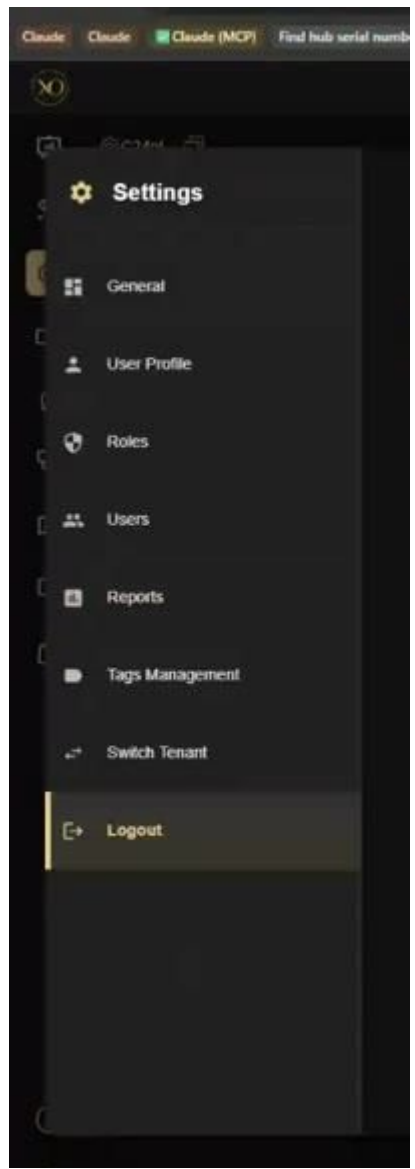 Claude Claude Claude (MCP) Find hub serial numb
XO
Settings
General
User Profile
Roles
Users
Reports
Tags Management
Switch Tenant
Logout